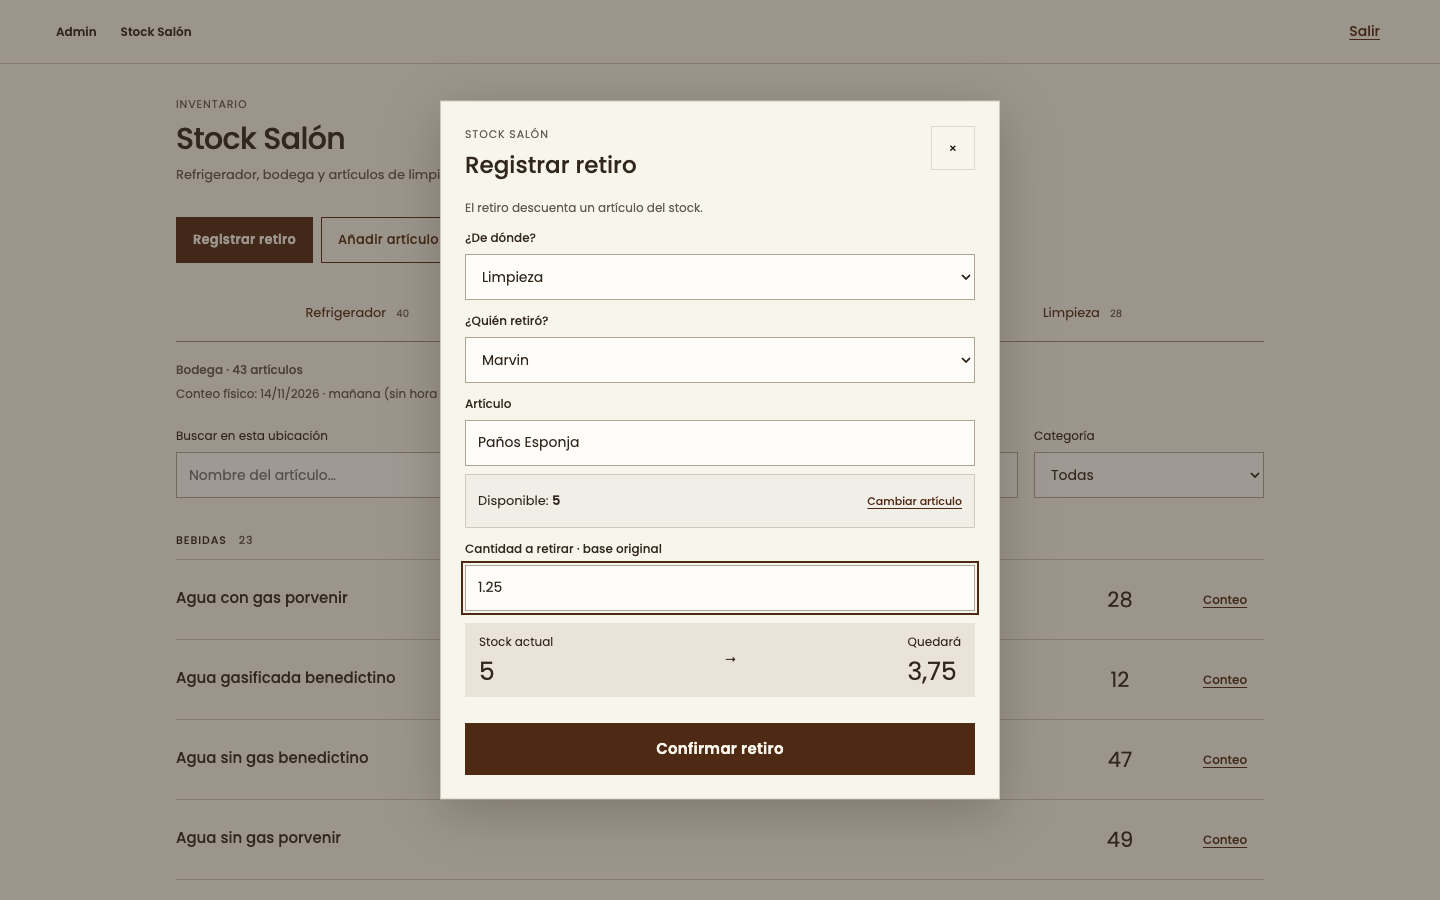 Admin
Stock Salón
Salir
INVENTARIO
Stock Salón
Refrigerador, bodega y artículos de limpi
Registrar retiro
Añadir artículo
Refrigerador 40
Limpieza 28
Bodega · 43 artículos
Conteo físico: 14/11/2026 · mañana (sin hora
Buscar en esta ubicación
Nombre del artículo...
Categoría
Todas
BEBIDAS 23
Agua con gas porvenir
28
Conteo
Agua gasificada benedictino
12
Conteo
Agua sin gas benedictino
47
Conteo
Agua sin gas porvenir
49
Conteo
STOCK SALÓN
Registrar retiro
×
El retiro descuenta un artículo del stock.
¿De dónde?
Limpieza
¿Quién retiró?
Marvin
Artículo
Paños Esponja
Disponible: 5
Cambiar artículo
Cantidad a retirar · base original
1.25
Stock actual
5
→
Quedará
3,75
Confirmar retiro